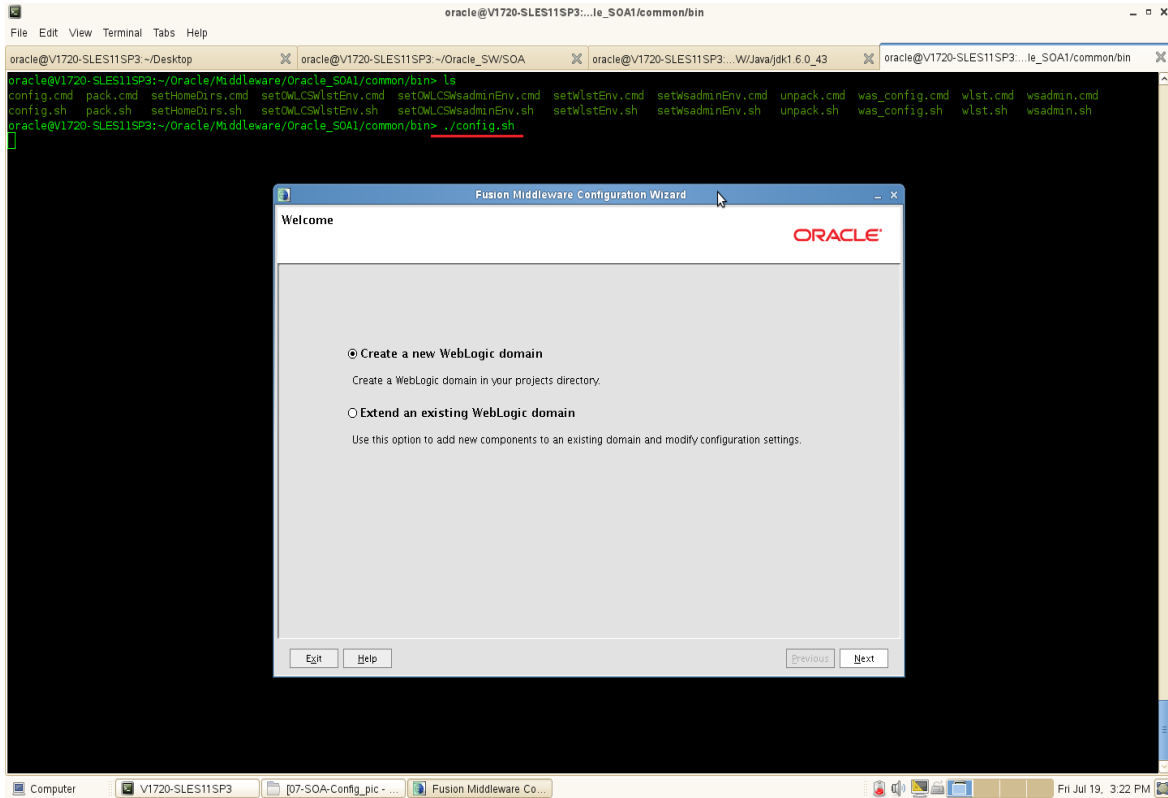 oracle@V1720-SLES11SP3:...le_SOA1/common/bin
File Edit View Terminal Tabs Help
oracle@V1720-SLES11SP3:~/Desktop oracle@V1720-SLES11SP3:~/Oracle_SW/SOA oracle@V1720-SLES11SP3:...W/Java/jdk1.6.0_43 oracle@V1720-SLES11SP3:...le_SOA1/common/bin
oracle@V1720-SLES11SP3:~/Oracle/Middleware/Oracle_SOA1/common/bin> ls
config.cmd pack.cmd setHomeDirs.cmd setOWLCSWlstEnv.cmd setOWLCSWsadminEnv.cmd setWlstEnv.cmd setWsadminEnv.cmd unpack.cmd was_config.cmd wlst.cmd wsadmin.cmd
config.sh pack.sh setHomeDirs.sh setOWLCSWlstEnv.sh setOWLCSWsadminEnv.sh setWlstEnv.sh setWsadminEnv.sh unpack.sh was_config.sh wlst.sh wsadmin.sh
oracle@V1720-SLES11SP3:~/Oracle/Middleware/Oracle_SOA1/common/bin> ./config.sh
Fusion Middleware Configuration Wizard
Welcome
ORACLE
Create a new WebLogic domain
Create a WebLogic domain in your projects directory.
Extend an existing WebLogic domain
Use this option to add new components to an existing domain and modify configuration settings.
Exit Help Previous Next
Computer V1720-SLES11SP3 [07-SOA-Config_pic - ... Fusion Middleware Co... Fri Jul 19, 3:22 PM